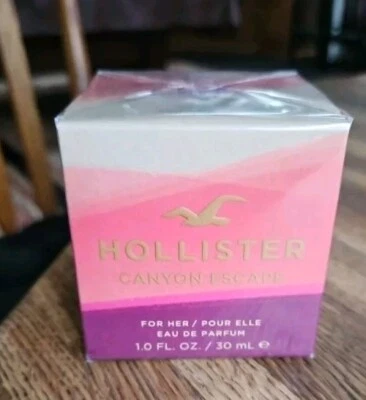 HOLLISTER
CANYON ESCAPE
FOR HER / POUR ELLE
EAU DE PARFUM
1.0 FL. OZ. / 30 mL e